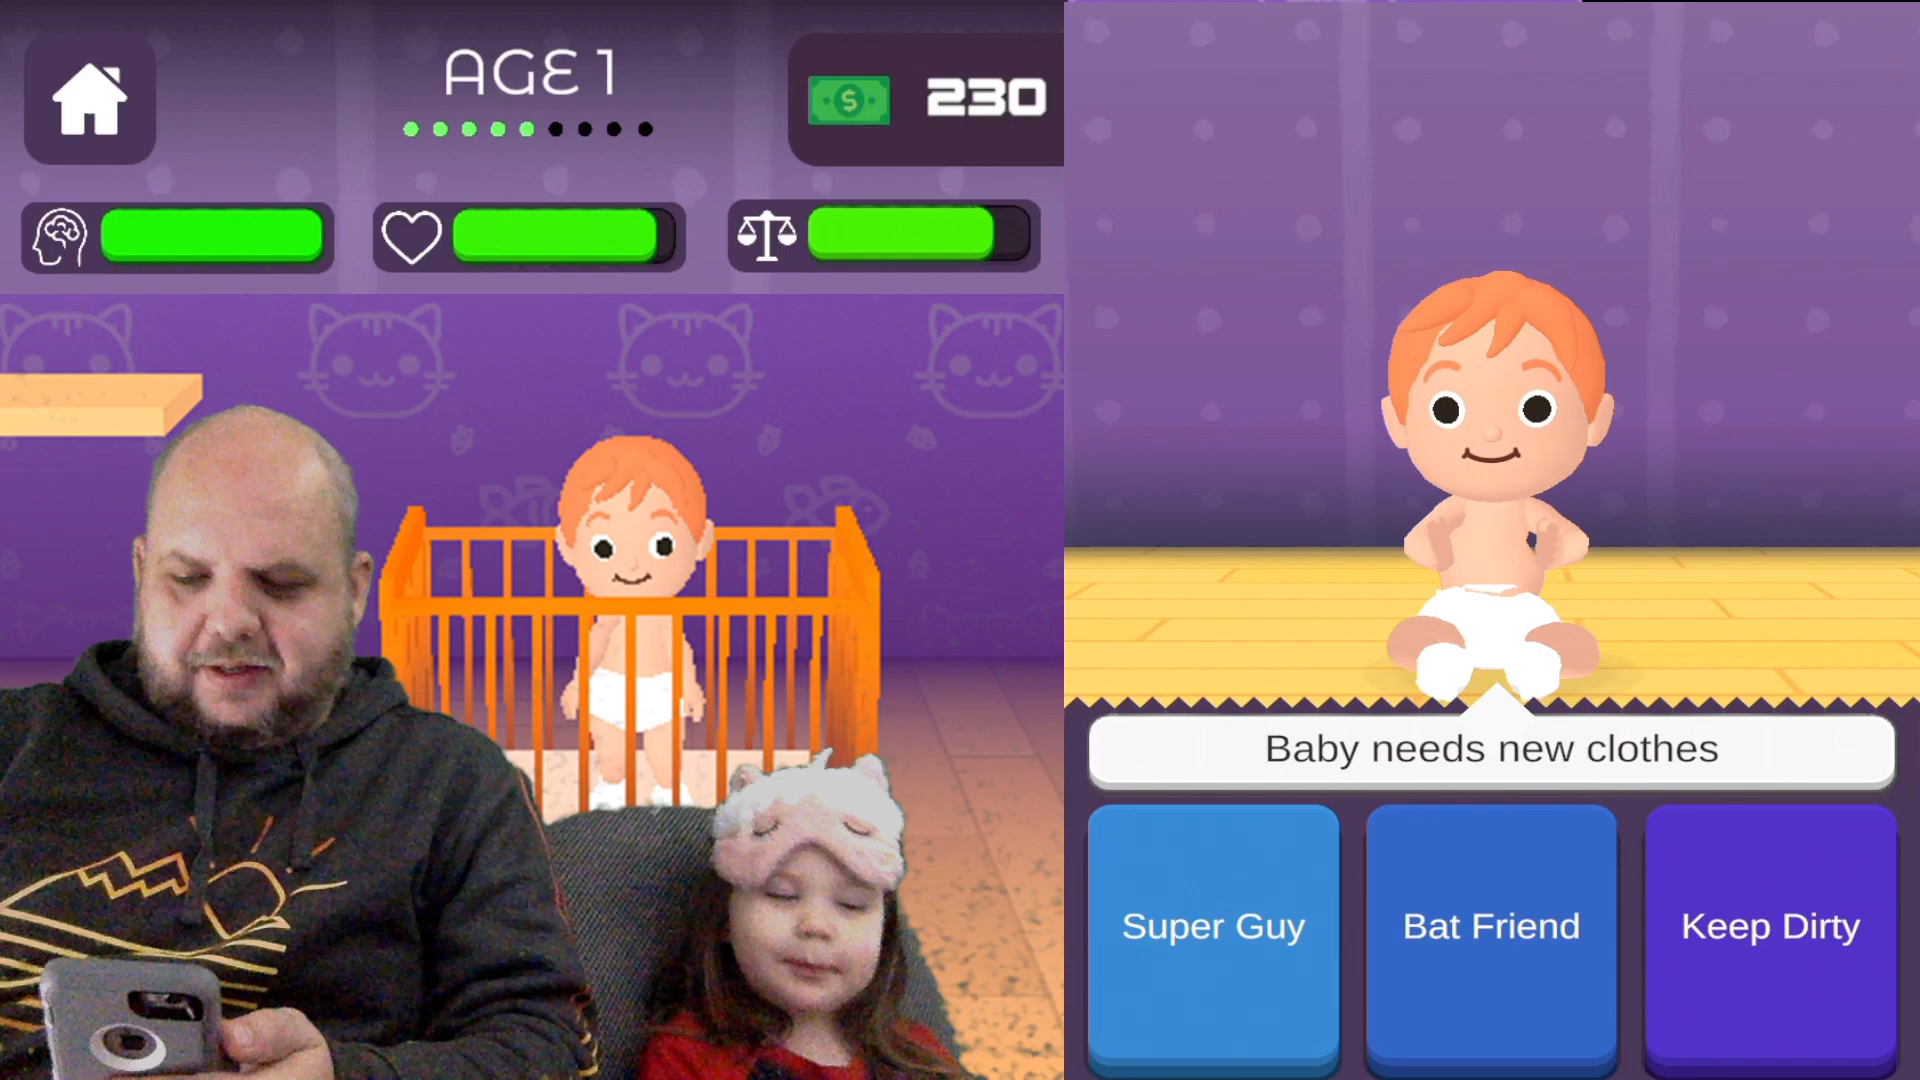 AGE 1
230
Baby needs new clothes
Super Guy
Bat Friend
Keep Dirty